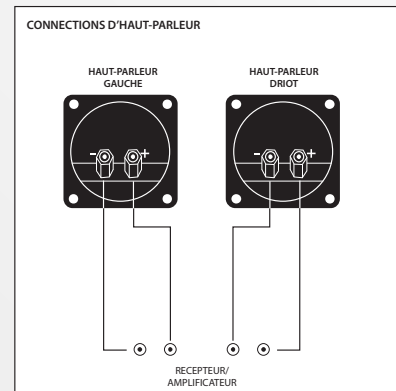 CONNECTIONS D'HAUT-PARLEUR
HAUT-PARLEUR
GAUCHE
HAUT-PARLEUR
DRIOT
- +
- +
RECEPTEUR/
AMPLIFICATEUR